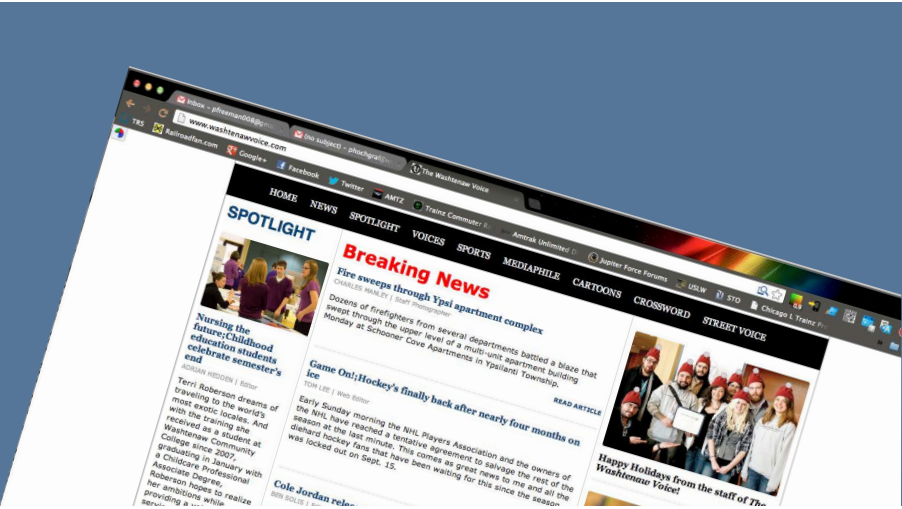 Inbox – pfreeman008@
(no subject) – phochgraf@
The Washtenaw Voice
www.washtenawvoice.com
TRS
Railroadfan.com
Google+
Facebook
Twitter
AMTZ
Trainz Commuter
Amtrak Unlimited
Jupiter Force Forums
USLW
STO
Chicago L Trainz
HOME NEWS SPOTLIGHT VOICES SPORTS MEDIAPHILE CARTOONS CROSSWORD STREET VOICE
SPOTLIGHT
Nursing the
future;Childhood
education students
celebrate semester's
end
ADRIAN HEDDEN | Editor
Terri Roberson dreams of
traveling to the world's
most exotic locales. And
with the training she
received as a student at
Washtenaw Community
College since 2007,
graduating in January with
a Childcare Professional
Associate Degree,
Roberson hopes to realize
her ambitions while
providing a
Breaking News
Fire sweeps through Ypsi apartment complex
CHARLES MANLEY | Staff Photographer
Dozens of firefighters from several departments battled a blaze that
swept through the upper level of a multi-unit apartment building
Monday at Schooner Cove Apartments in Ypsilanti Township.
READ ARTICLE
Game On!;Hockey's finally back after nearly four months on
ice
TOM LEE | Web Editor
Early Sunday morning the NHL Players Association and the owners of
the NHL have reached a tentative agreement to salvage the rest of the
season at the last minute. This comes as great news to me and all the
diehard hockey fans that have been waiting for this since the season
was locked out on Sept. 15.
Cole Jordan
BEN SOLIS |
Happy Holidays from the staff of The
Washtenaw Voice!